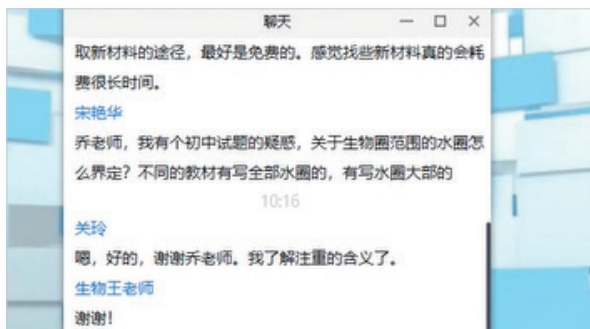 聊天
取新材料的途径，最好是免费的。感觉找些新材料真的会耗
费很长时间。
宋艳华
乔老师，我有个初中试题的疑惑，关于生物圈范围的水圈怎
么界定？不同的教材有写全部水圈的，有写水圈大部的
10:16
关玲
嗯，好的，谢谢乔老师。我了解注重的含义了。
生物王老师
谢谢！